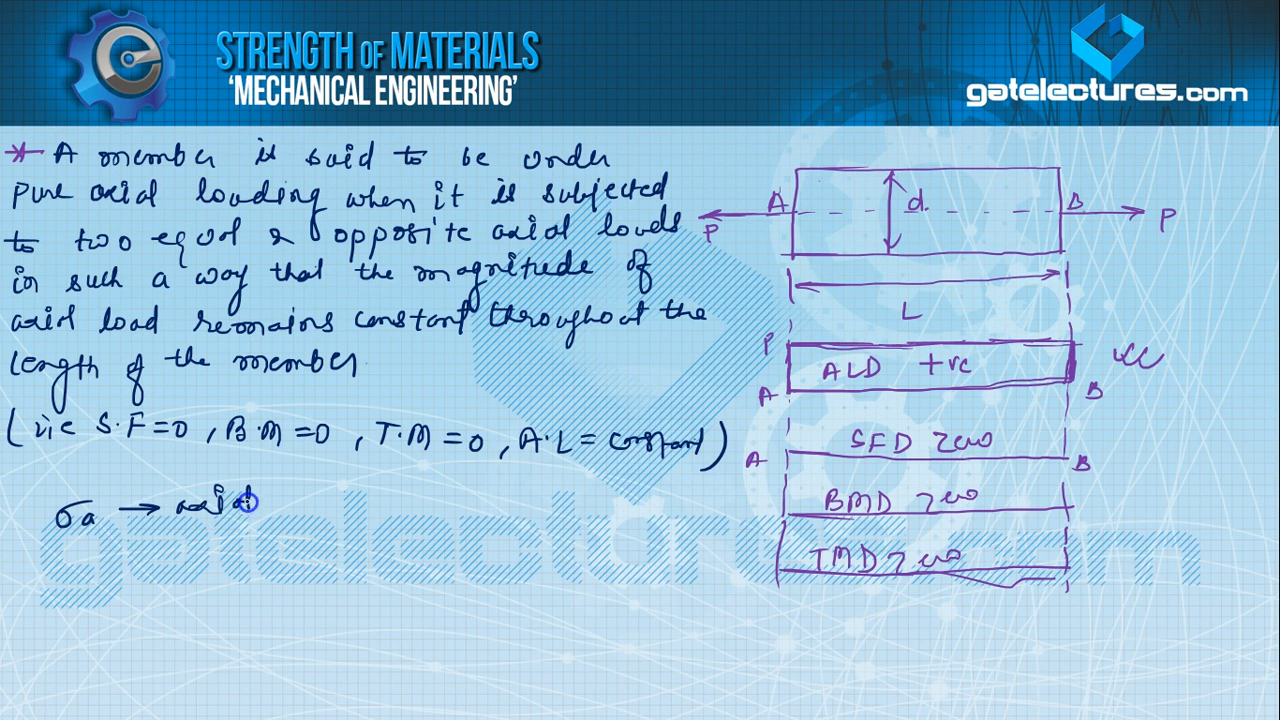 STRENGTH OF MATERIALS
'MECHANICAL ENGINEERING'
gatelectures.com
* A member is said to be under
pure axial loading when it is subjected
to two equal & opposite axial loads
in such a way that the magnitude of
axial load remains constant throughout the
length of the member
(i.e S.F=0, B.M=0, T.M=0, A.L= constant)
σa → axial
A
B
P
P
d.
L
P
ALD +ve
A
B
SFD zero
A
B
BMD zero
TMD zero
gatelectures.com